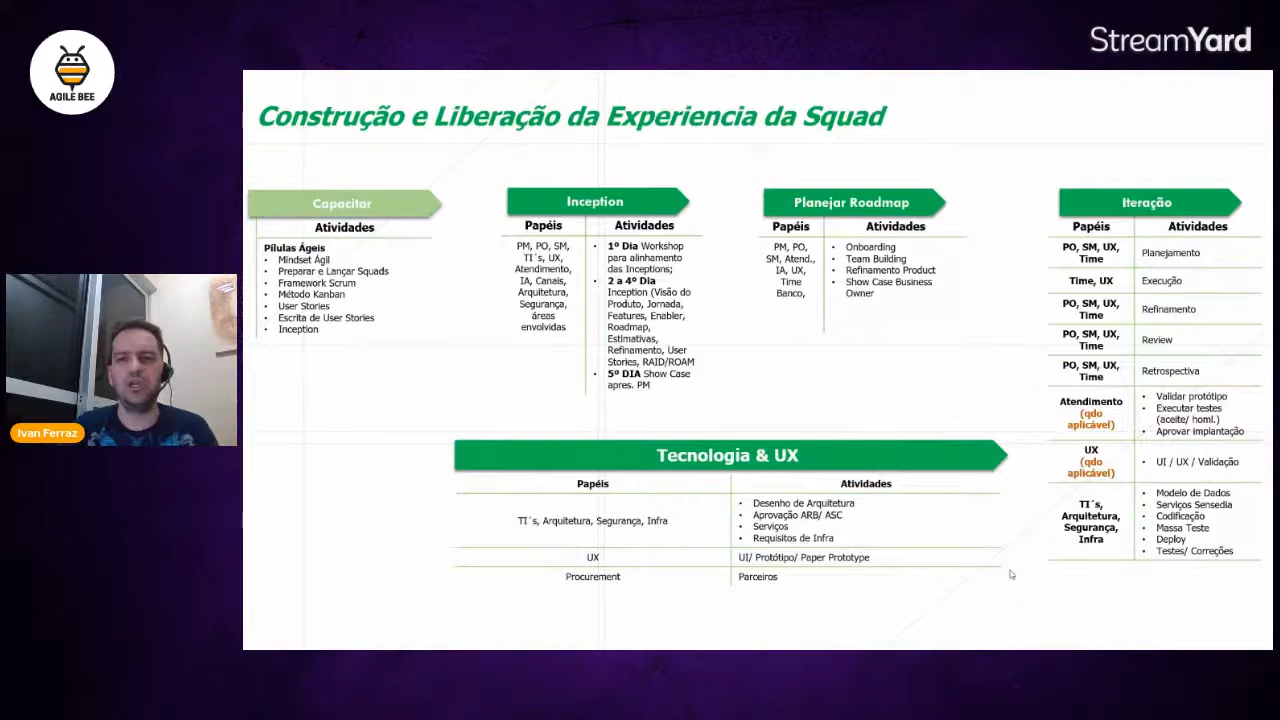 AGILE BEE
StreamYard
Construção e Liberação da Experiencia da Squad
Capacitar
Atividades
Pílulas Ágeis
• Mindset Ágil
• Preparar e Lançar Squads
• Framework Scrum
• Método Kanban
• User Stories
• Escrita de User Stories
• Inception
Inception
Papéis
Atividades
PM, PO, SM,
TI´s, UX,
Atendimento,
IA, Canais,
Arquitetura,
Segurança,
áreas
envolvidas
• 1º Dia Workshop
para alinhamento
das Inceptions;
• 2 a 4º Dia
Inception (Visão do
Produto, Jornada,
Features, Enabler,
Roadmap,
Estimativas,
Refinamento, User
Stories, RAID/ROAM
• 5º DIA Show Case
apres. PM
Planejar Roadmap
Papéis
Atividades
PM, PO,
SM, Atend.,
IA, UX,
Time
Banco,
• Onboarding
• Team Building
• Refinamento Product
• Show Case Business
Owner
Iteração
Papéis
Atividades
PO, SM, UX,
Time
Planejamento
Time, UX
Execução
PO, SM, UX,
Time
Refinamento
PO, SM, UX,
Time
Review
PO, SM, UX,
Time
Retrospectiva
Atendimento
(qdo
aplicável)
• Validar protótipo
• Executar testes
(aceite/ homl.)
• Aprovar implantação
UX
(qdo
aplicável)
• UI / UX / Validação
TI´s,
Arquitetura,
Segurança,
Infra
• Modelo de Dados
• Serviços Sensedia
• Codificação
• Massa Teste
• Deploy
• Testes/ Correções
Tecnologia & UX
Papéis
Atividades
TI´s, Arquitetura, Segurança, Infra
• Desenho de Arquitetura
• Aprovação ARB/ ASC
• Serviços
• Requisitos de Infra
UX
UI/ Protótipo/ Paper Prototype
Procurement
Parceiros
Ivan Ferraz